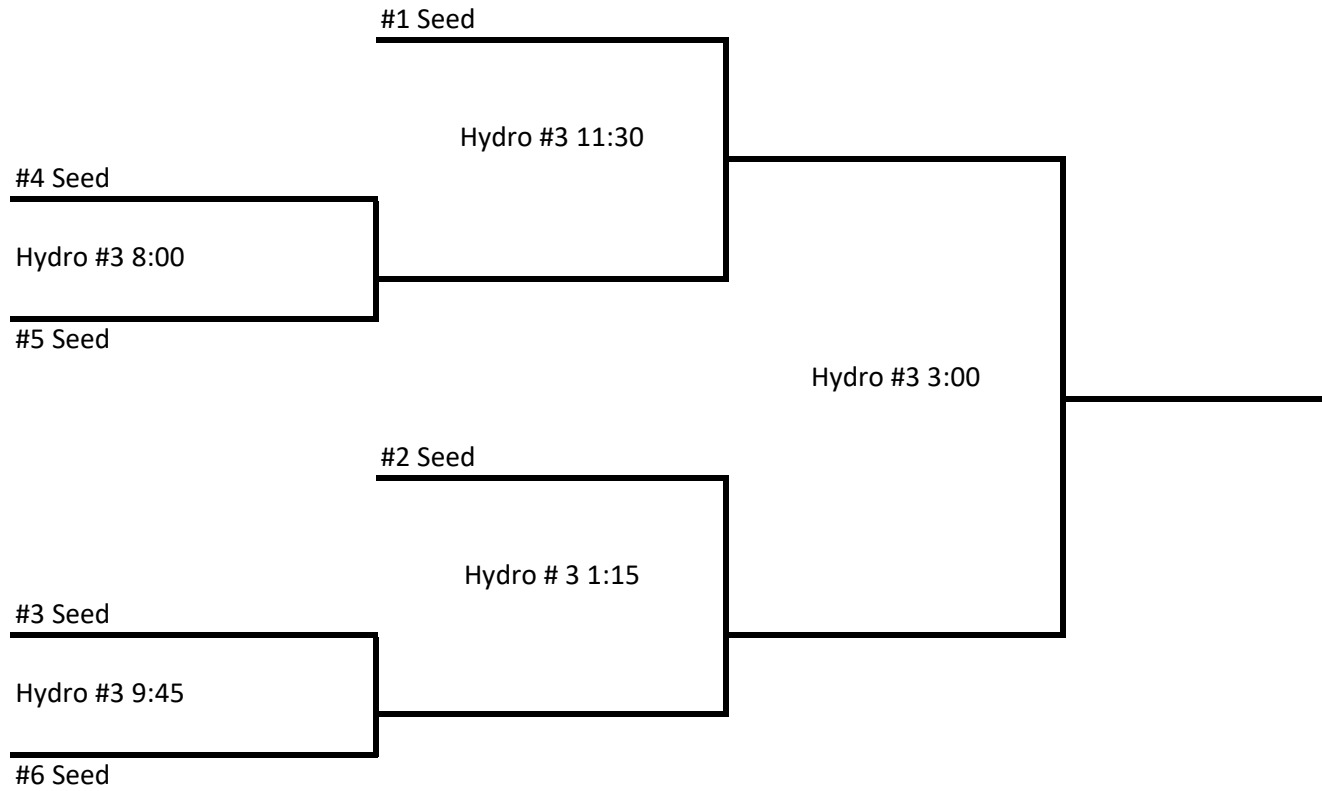 #1 Seed
Hydro #3 11:30
#4 Seed
Hydro #3 8:00
#5 Seed
Hydro #3 3:00
#2 Seed
Hydro # 3 1:15
#3 Seed
Hydro #3 9:45
#6 Seed